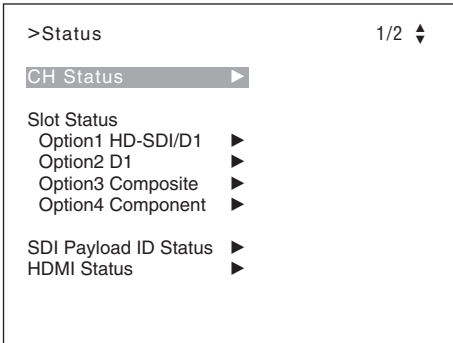 >Status 1/2
CH Status
Slot Status
Option1 HD-SDI/D1
Option2 D1
Option3 Composite
Option4 Component
SDI Payload ID Status
HDMI Status